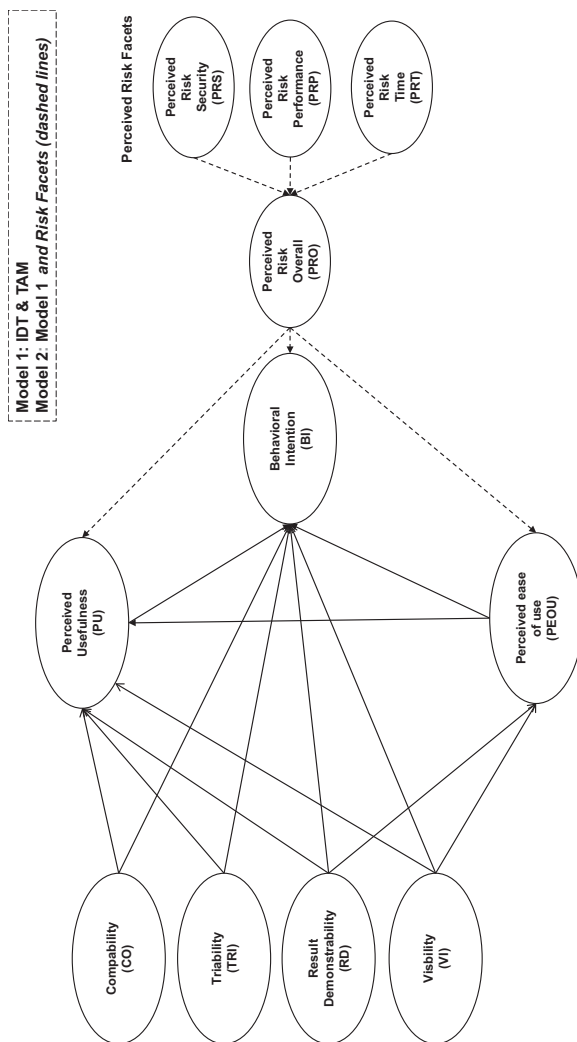 Model 1: IDT & TAM
Model 2: Model 1 and Risk Facets (dashed lines)
Compability
(CO)
Triability
(TRI)
Result
Demonstrability
(RD)
Visbility
(VI)
Perceived
Usefulness
(PU)
Perceived ease
of use
(PEOU)
Behavioral
Intention
(BI)
Perceived
Risk
Overall
(PRO)
Perceived Risk Facets
Perceived
Risk
Security
(PRS)
Perceived
Risk
Performance
(PRP)
Perceived
Risk
Time
(PRT)